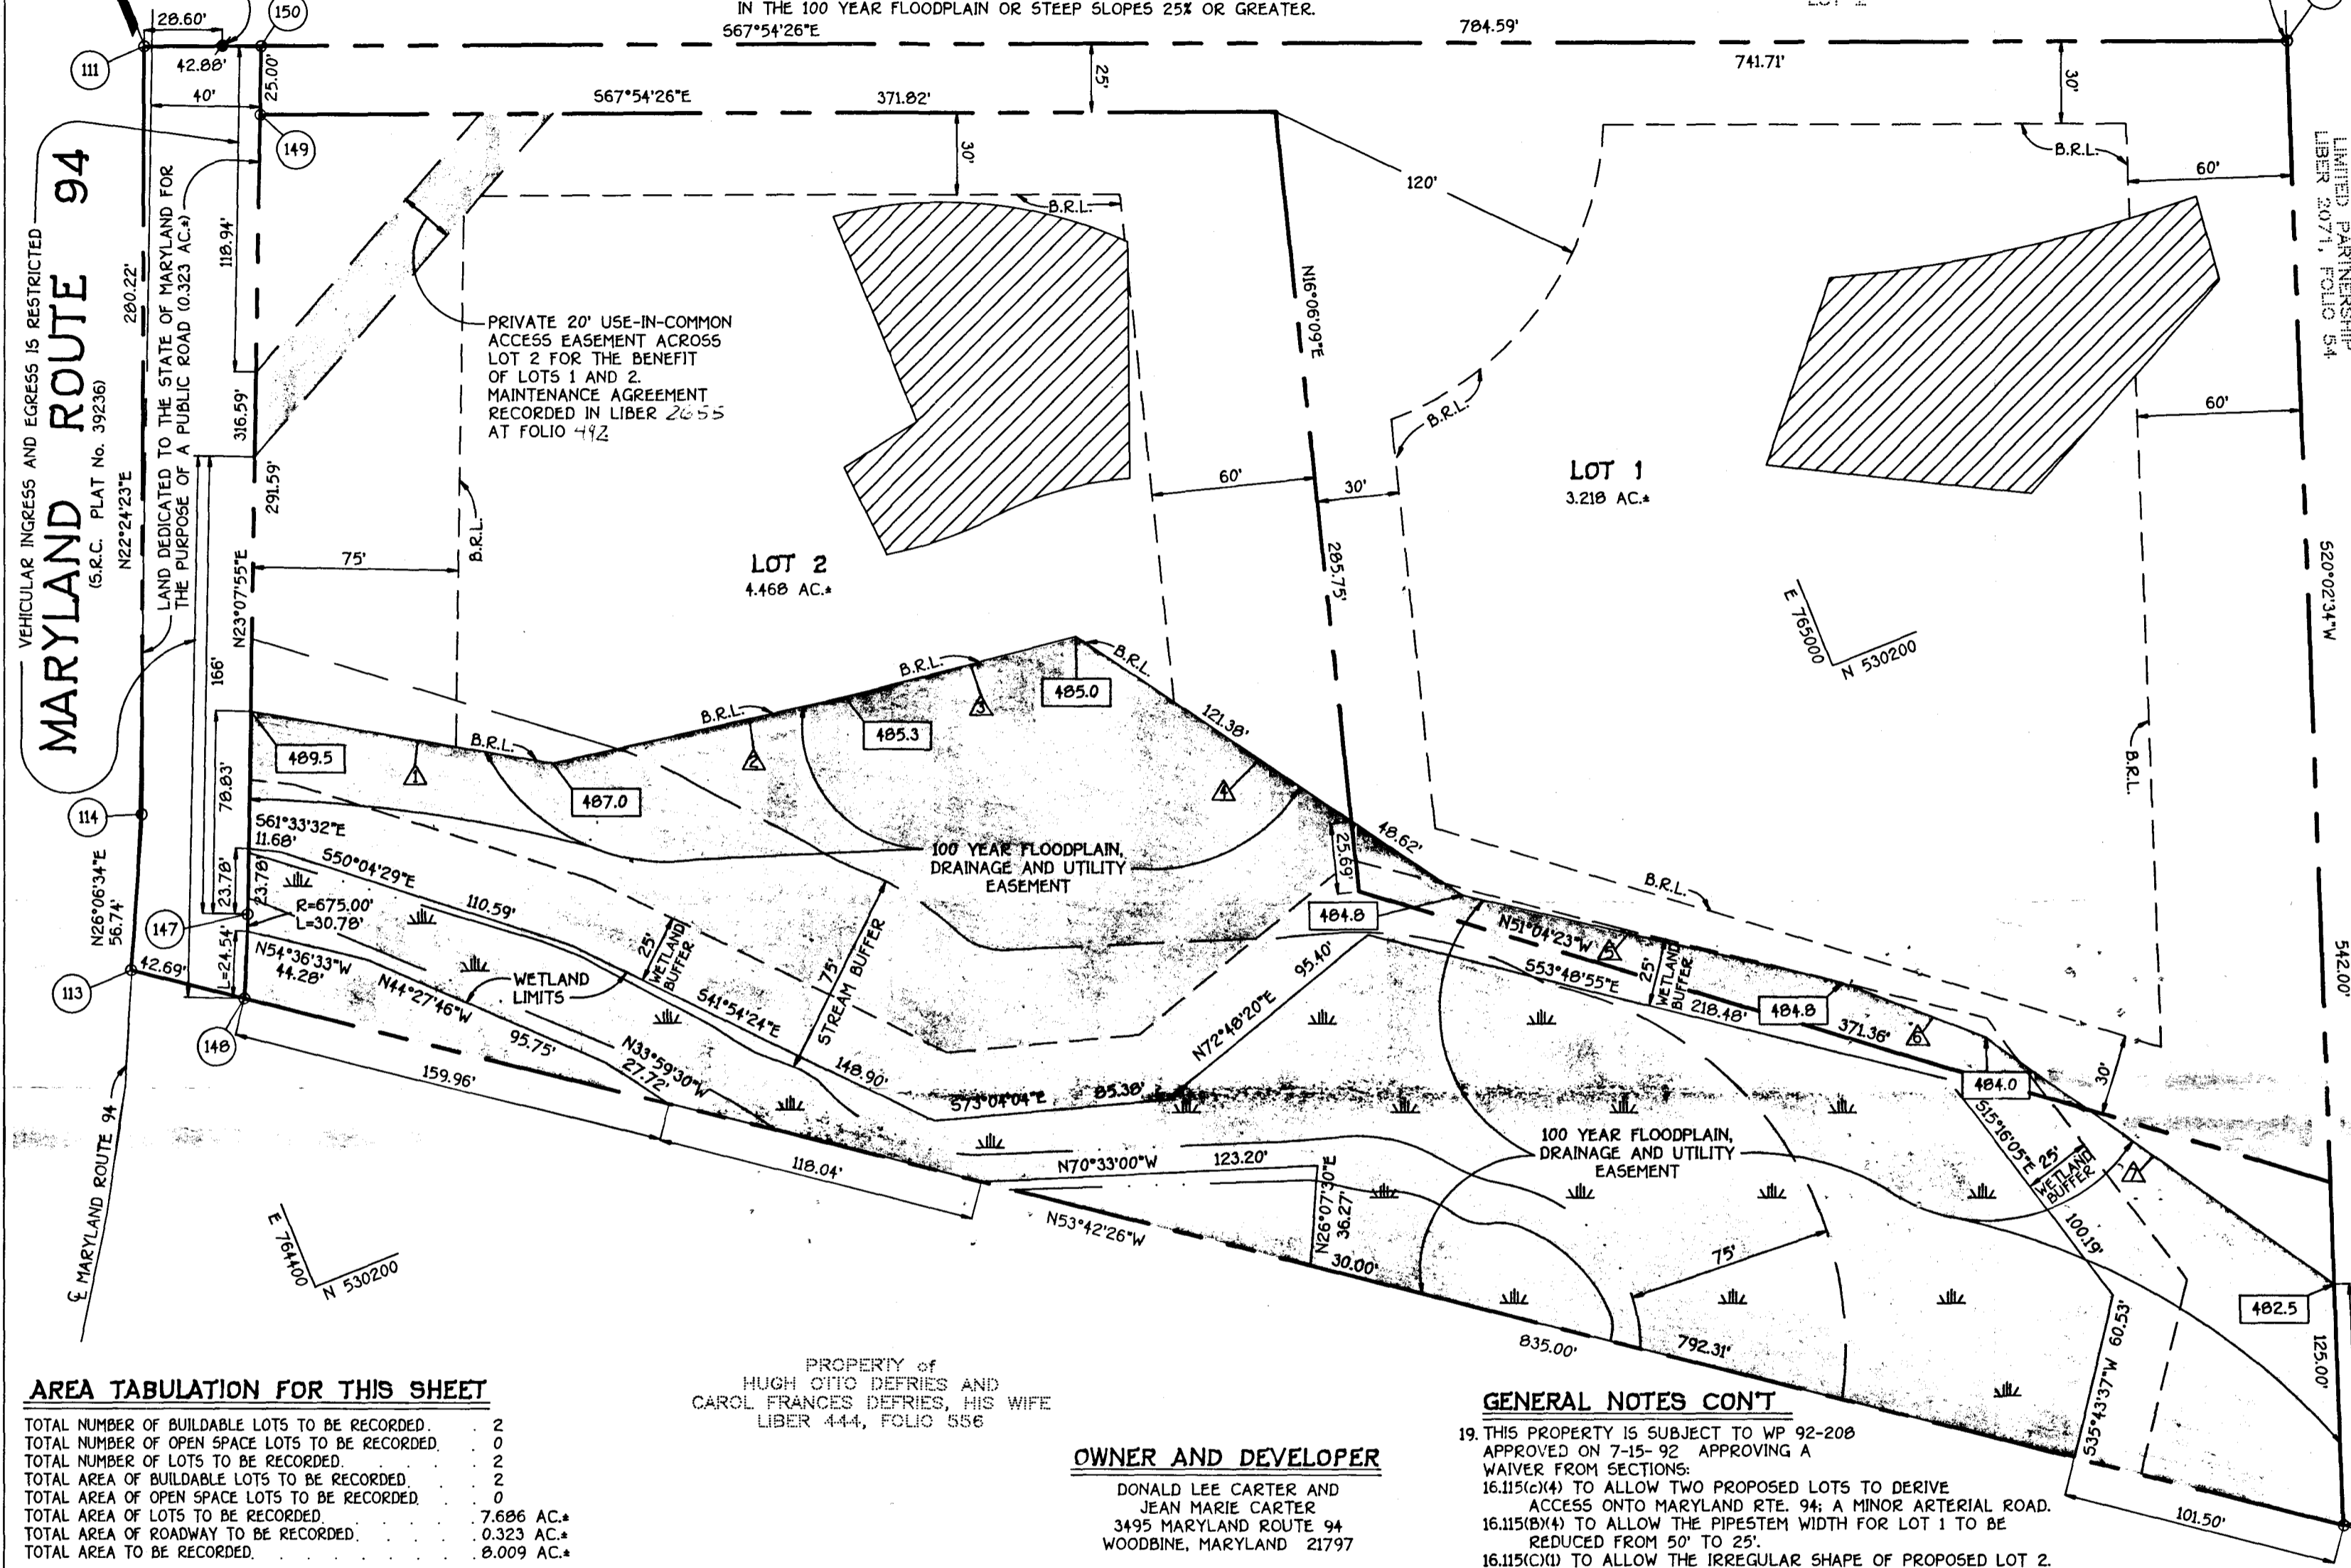 IN THE 100 YEAR FLOODPLAIN OR STEEP SLOPES 25% OR GREATER.
S67°54'26"E
784.59'
28.60'
150
111
42.88'
40'
25.00'
25'
741.71'
30'
S67°54'26"E
371.82'
149
30'
120'
B.R.L.
60'
LIMITED PARTNERSHIP
LIBER 2071, FOLIO 54
VEHICULAR INGRESS AND EGRESS IS RESTRICTED
MARYLAND ROUTE 94
(S.R.C. PLAT No. 39236)
280.22'
N22°24'23"E
LAND DEDICATED TO THE STATE OF MARYLAND FOR
THE PURPOSE OF A PUBLIC ROAD (0.323 AC.±)
118.94'
316.59'
291.59'
N23°07'55"E
166'
B.R.L.
PRIVATE 20' USE-IN-COMMON
ACCESS EASEMENT ACROSS
LOT 2 FOR THE BENEFIT
OF LOTS 1 AND 2.
MAINTENANCE AGREEMENT
RECORDED IN LIBER 2655
AT FOLIO 492
N16°06'09"E
B.R.L.
60'
60'
30'
LOT 1
3.218 AC.±
B.R.L.
75'
LOT 2
4.468 AC.±
285.75'
S20°02'34"W
542.00'
E 765000
N 530200
B.R.L.
B.R.L.
B.R.L.
B.R.L.
B.R.L.
485.0
3
485.3
2
121.38'
489.5
1
487.0
4
78.83'
114
N26°06'34"E
56.74'
S61°33'32"E
11.68'
23.78'
23.78'
S50°04'29"E
110.59'
100 YEAR FLOODPLAIN,
DRAINAGE AND UTILITY
EASEMENT
48.62'
25.69'
B.R.L.
484.8
147
R=675.00'
L=30.78'
L=24.54'
N54°36'33"W
44.28'
25'
WETLAND
BUFFER
75'
STREAM BUFFER
95.40'
N51°04'23"W
5
S53°48'55"E
25'
WETLAND
BUFFER
218.48'
484.8
371.36'
6
113
42.69'
148
WETLAND
LIMITS
N44°27'46"W
95.75'
S41°54'24"E
148.90'
N72°48'20"E
159.96'
N33°59'30"W
27.72'
S73°04'04"E
85.38'
484.0
30'
118.04'
N70°33'00"W
123.20'
100 YEAR FLOODPLAIN,
DRAINAGE AND UTILITY
EASEMENT
S15°16'05"E
25'
WETLAND
BUFFER
7
100.19'
℄ MARYLAND ROUTE 94
E 764400
N 530200
N53°42'26"W
N26°07'30"E
36.27'
30.00'
75'
482.5
125.00'
835.00'
792.31'
S35°43'37"W 60.53'
101.50'
AREA TABULATION FOR THIS SHEET
TOTAL NUMBER OF BUILDABLE LOTS TO BE RECORDED. . 2
TOTAL NUMBER OF OPEN SPACE LOTS TO BE RECORDED. . 0
TOTAL NUMBER OF LOTS TO BE RECORDED. . . . . 2
TOTAL AREA OF BUILDABLE LOTS TO BE RECORDED. . . 2
TOTAL AREA OF OPEN SPACE LOTS TO BE RECORDED. . . 0
TOTAL AREA OF LOTS TO BE RECORDED. . . . . . 7.686 AC.±
TOTAL AREA OF ROADWAY TO BE RECORDED. . . . . 0.323 AC.±
TOTAL AREA TO BE RECORDED. . . . . . . . 8.009 AC.±
PROPERTY of
HUGH OTTO DEFRIES AND
CAROL FRANCES DEFRIES, HIS WIFE
LIBER 444, FOLIO 556
OWNER AND DEVELOPER
DONALD LEE CARTER AND
JEAN MARIE CARTER
3495 MARYLAND ROUTE 94
WOODBINE, MARYLAND 21797
GENERAL NOTES CON'T
19. THIS PROPERTY IS SUBJECT TO WP 92-208
APPROVED ON 7-15-92 APPROVING A
WAIVER FROM SECTIONS:
16.115(c)(4) TO ALLOW TWO PROPOSED LOTS TO DERIVE
ACCESS ONTO MARYLAND RTE. 94; A MINOR ARTERIAL ROAD.
16.115(B)(4) TO ALLOW THE PIPESTEM WIDTH FOR LOT 1 TO BE
REDUCED FROM 50' TO 25'.
16.115(C)(1) TO ALLOW THE IRREGULAR SHAPE OF PROPOSED LOT 2.